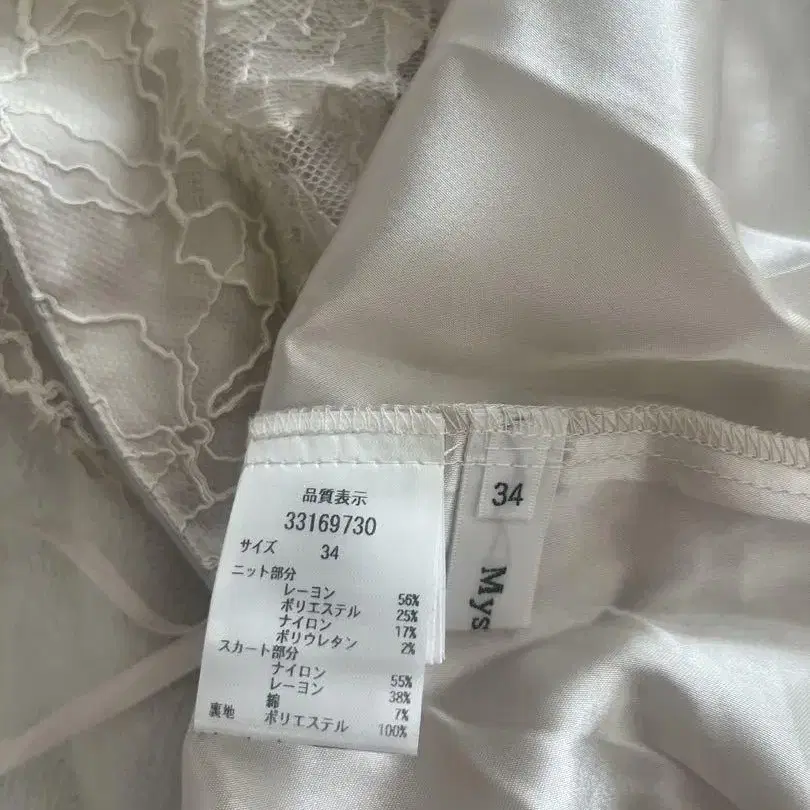 品質表示
33169730
サイズ 34
ニット部分
レーヨン 56%
ポリエステル 25%
ナイロン 17%
ポリウレタン 2%
スカート部分
ナイロン 55%
レーヨン 38%
綿 7%
裏地 ポリエステル 100%
34
Mys